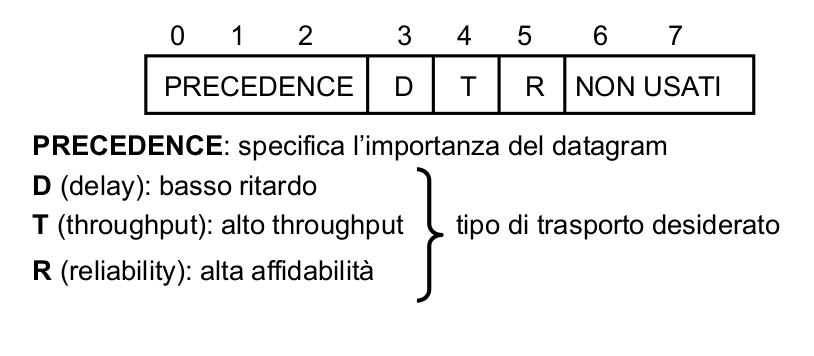 0 1 2 3 4 5 6 7
PRECEDENCE D T R NON USATI
PRECEDENCE: specifica l'importanza del datagram
D (delay): basso ritardo
T (throughput): alto throughput
tipo di trasporto desiderato
R (reliability): alta affidabilità